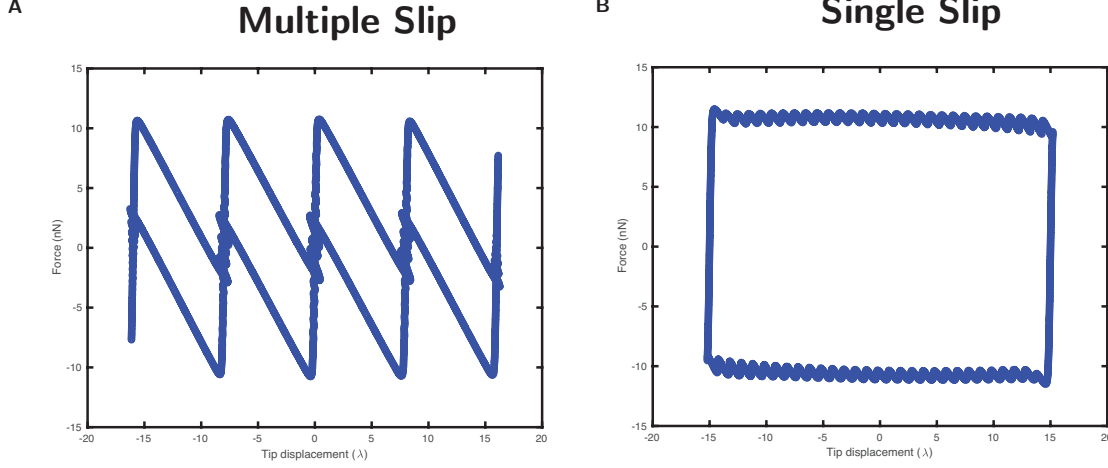 A
Multiple Slip
15
10
5
0
-5
-10
-15
-20 -15 -10 -5 0 5 10 15 20
Force (nN)
Tip displacement (λ)
B
Single Slip
15
10
5
0
-5
-10
-15
-20 -15 -10 -5 0 5 10 15 20
Force (nN)
Tip displacement (λ)